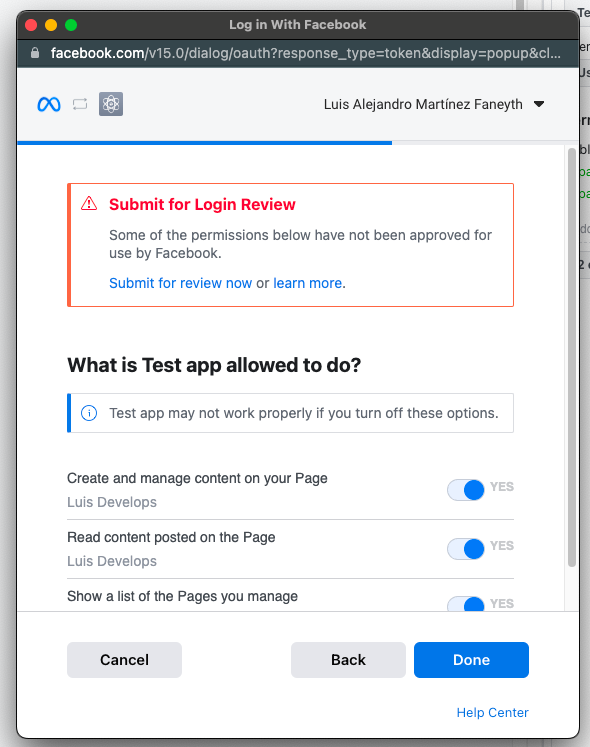 Log in With Facebook
facebook.com/v15.0/dialog/oauth?response_type=token&display=popup&cl...
Luis Alejandro Martínez Faneyth
Submit for Login Review
Some of the permissions below have not been approved for
use by Facebook.
Submit for review now or learn more.
What is Test app allowed to do?
Test app may not work properly if you turn off these options.
Create and manage content on your Page
YES
Luis Develops
Read content posted on the Page
YES
Luis Develops
Show a list of the Pages you manage
YES
Cancel
Back
Done
Help Center